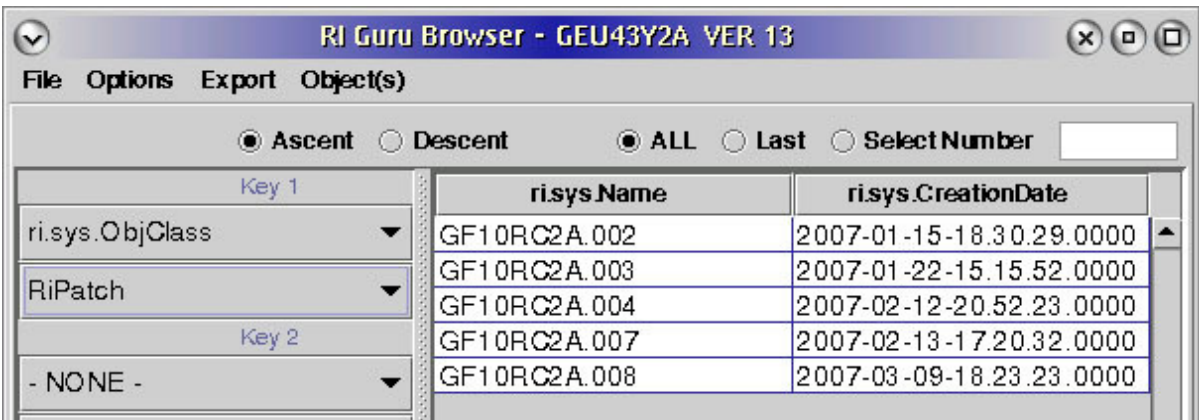 RI Guru Browser - GEU43Y2A VER 13
File Options Export Object(s)
Ascent Descent ALL Last Select Number
Key 1
ri.sys.ObjClass
RiPatch
Key 2
- NONE -
ri.sys.Name ri.sys.CreationDate
GF10RC2A.002 2007-01-15-18.30.29.0000
GF10RC2A.003 2007-01-22-15.15.52.0000
GF10RC2A.004 2007-02-12-20.52.23.0000
GF10RC2A.007 2007-02-13-17.20.32.0000
GF10RC2A.008 2007-03-09-18.23.23.0000